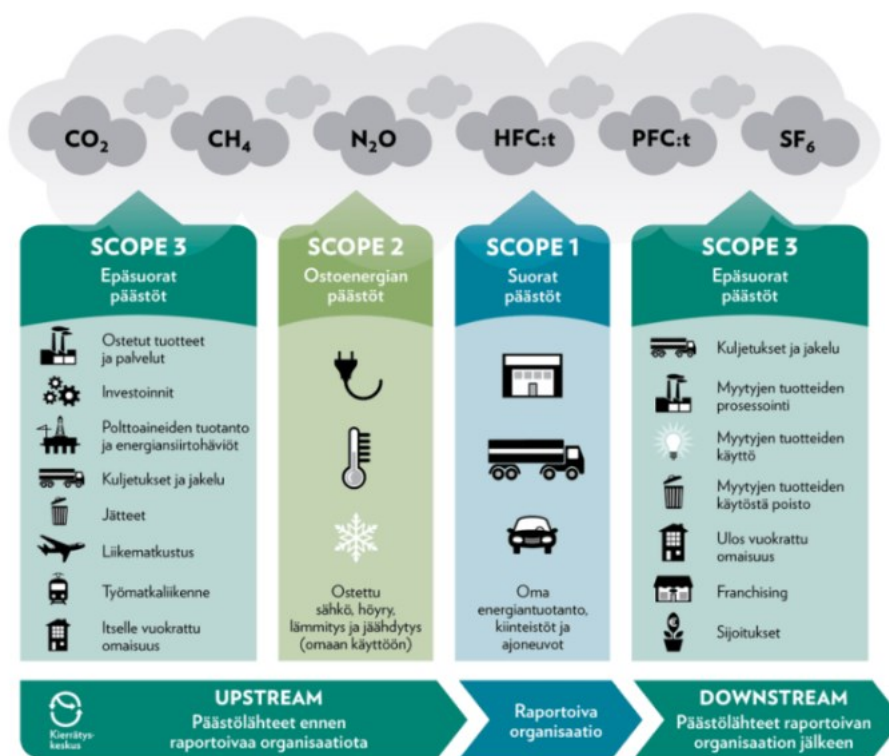 CO₂
CH₄
N₂O
HFC:t
PFC:t
SF₆
SCOPE 3
Epäsuorat
päästöt
Ostetut tuotteet
ja palvelut
Investoinnit
Polttoaineiden tuotanto
ja energiansiirtohäviöt
Kuljetukset ja jakelu
Jätteet
Liikematkustus
Työmatkaliikenne
Itselle vuokrattu
omaisuus
SCOPE 2
Ostoenergian
päästöt
Ostettu
sähkö, höyry,
lämmitys ja jäähdytys
(omaan käyttöön)
SCOPE 1
Suorat
päästöt
Oma
energiantuotanto,
kiinteistöt ja
ajoneuvot
SCOPE 3
Epäsuorat
päästöt
Kuljetukset ja jakelu
Myytyjen tuotteiden
prosessointi
Myytyjen tuotteiden
käyttö
Myytyjen tuotteiden
käytöstä poisto
Ulos vuokrattu
omaisuus
Franchising
Sijoitukset
Kierrätys-
keskus
UPSTREAM
Päästölähteet ennen
raportoivaa organisaatiota
Raportoiva
organisaatio
DOWNSTREAM
Päästölähteet raportoivan
organisaation jälkeen